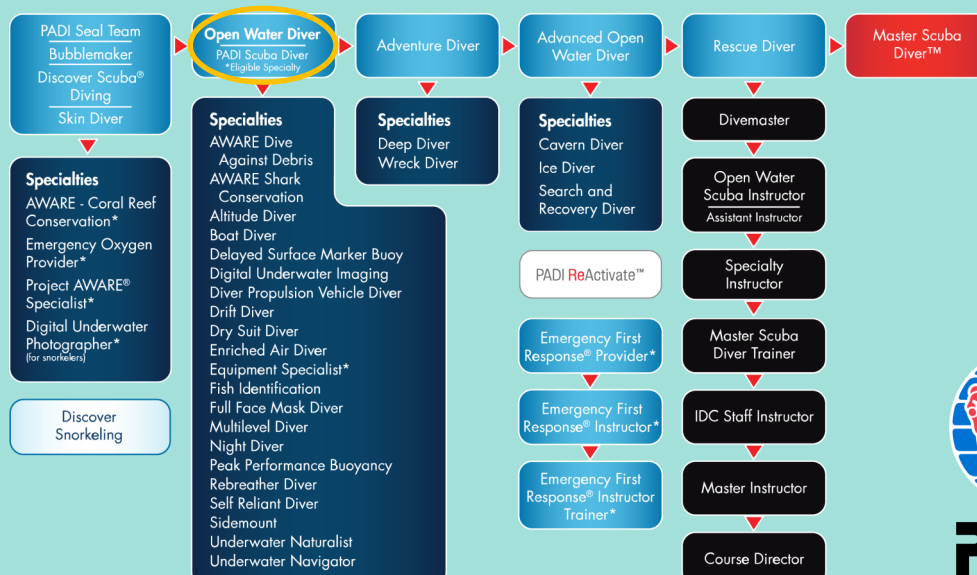 PADI Seal Team
Bubblemaker
Discover Scuba®
Diving
Skin Diver
Open Water Diver
PADI Scuba Diver
*Eligible Specialty
Adventure Diver
Advanced Open
Water Diver
Rescue Diver
Master Scuba
Diver™
Specialties
AWARE - Coral Reef
Conservation*
Emergency Oxygen
Provider*
Project AWARE®
Specialist*
Digital Underwater
Photographer*
(for snorkelers)
Discover
Snorkeling
Specialties
AWARE Dive
Against Debris
AWARE Shark
Conservation
Altitude Diver
Boat Diver
Delayed Surface Marker Buoy
Digital Underwater Imaging
Diver Propulsion Vehicle Diver
Drift Diver
Dry Suit Diver
Enriched Air Diver
Equipment Specialist*
Fish Identification
Full Face Mask Diver
Multilevel Diver
Night Diver
Peak Performance Buoyancy
Rebreather Diver
Self Reliant Diver
Sidemount
Underwater Naturalist
Underwater Navigator
Specialties
Deep Diver
Wreck Diver
Specialties
Cavern Diver
Ice Diver
Search and
Recovery Diver
PADI ReActivate™
Emergency First
Response® Provider*
Emergency First
Response® Instructor*
Emergency First
Response® Instructor
Trainer*
Divemaster
Open Water
Scuba Instructor
Assistant Instructor
Specialty
Instructor
Master Scuba
Diver Trainer
IDC Staff Instructor
Master Instructor
Course Director